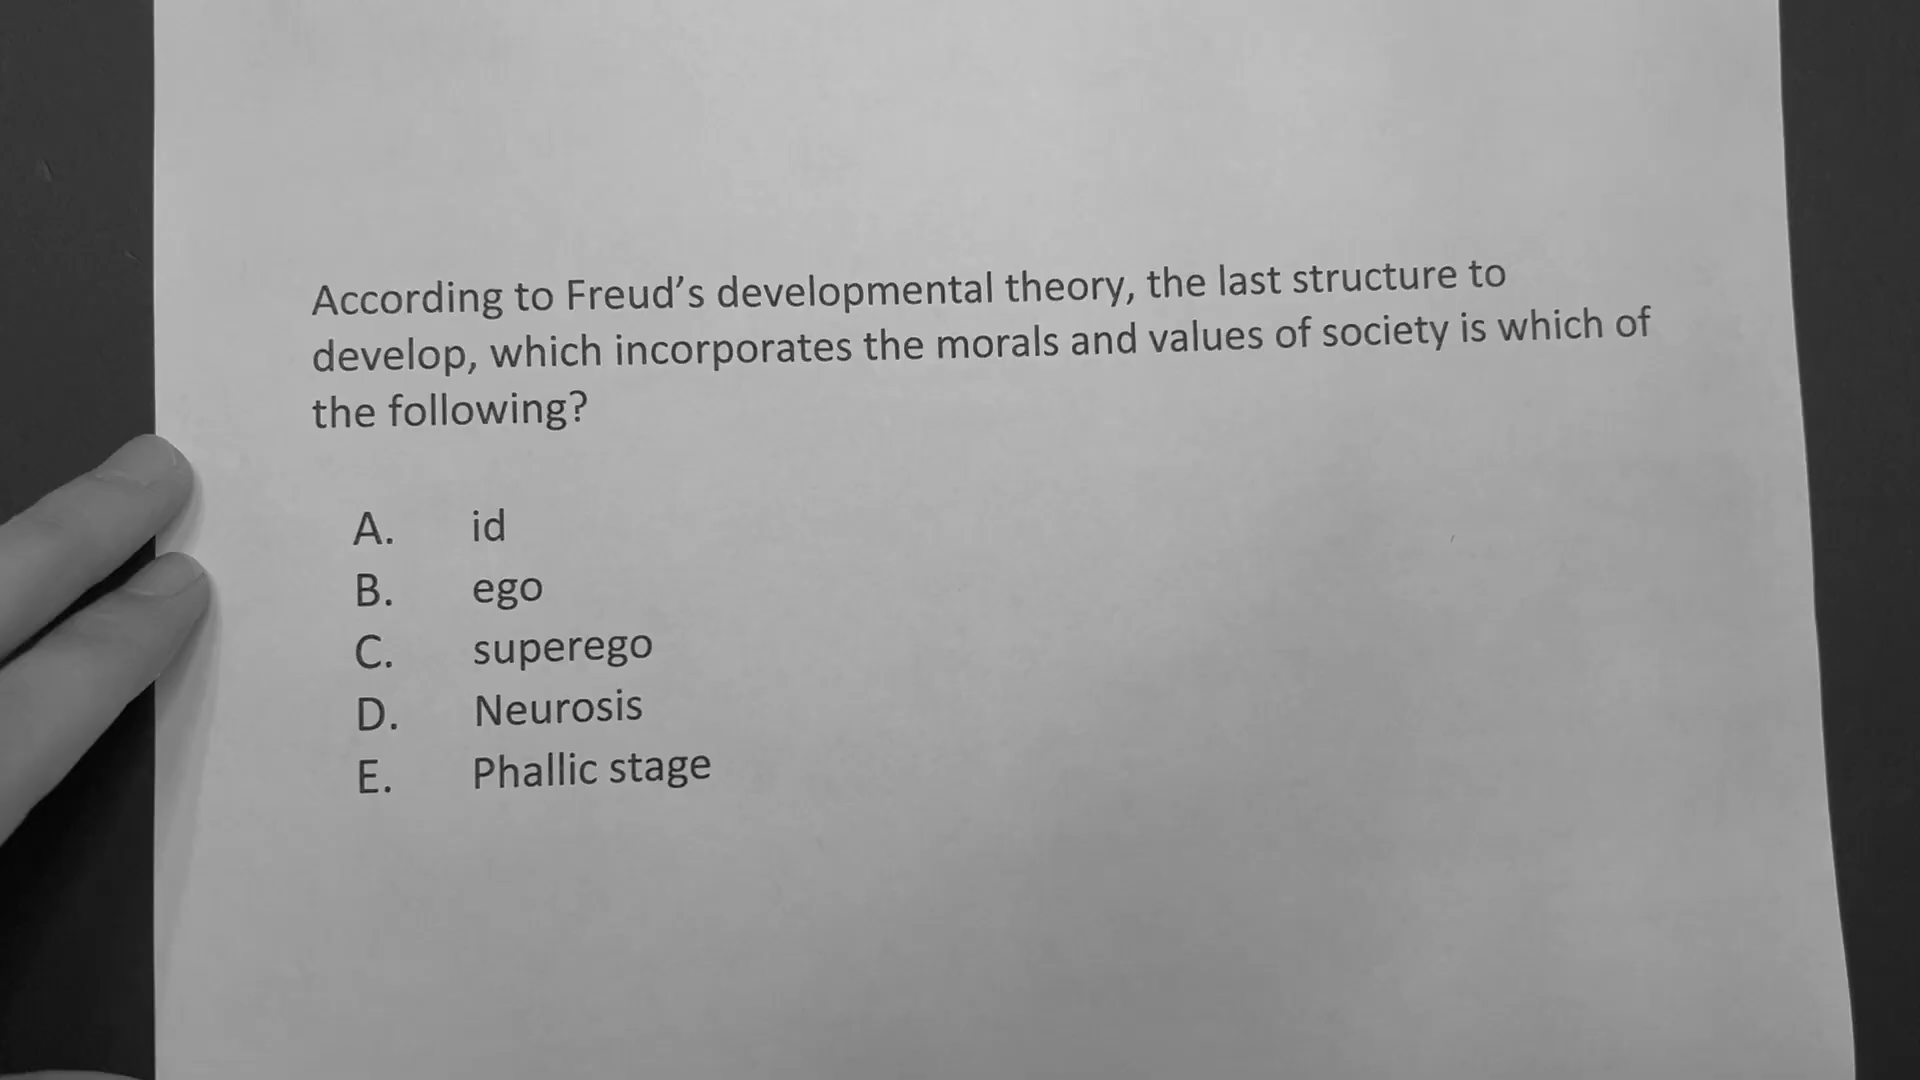 According to Freud’s developmental theory, the last structure to
develop, which incorporates the morals and values of society is which of
the following?
A. id
B. ego
C. superego
D. Neurosis
E. Phallic stage